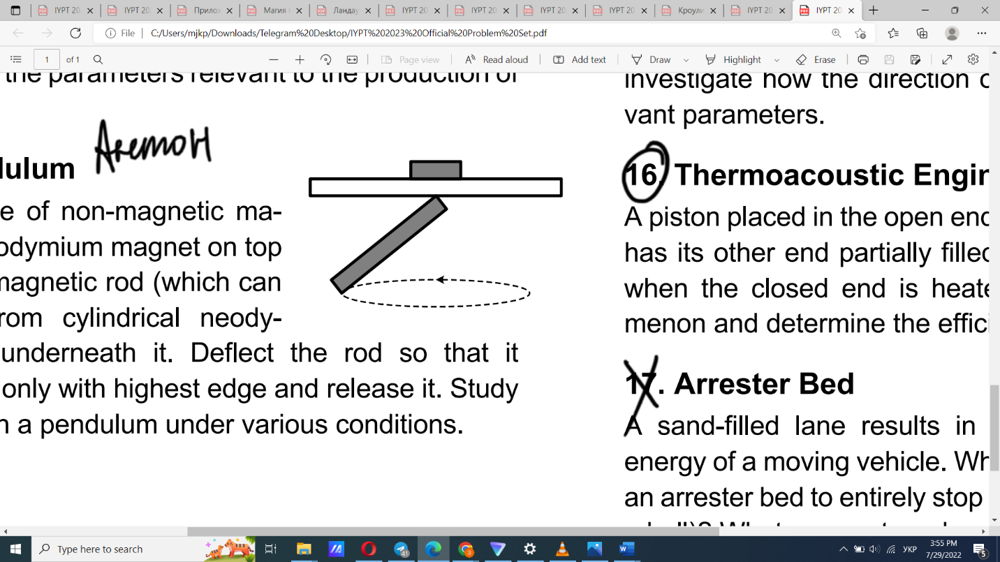 IYPT 20
IYPT 20
Прилож
Магия I
Ландау
IYPT 20
IYPT 20
IYPT 20
IYPT 20
Кроули
IYPT 20
IYPT 20
File
C:/Users/mjkp/Downloads/Telegram%20Desktop/IYPT%202023%20Official%20Problem%20Set.pdf
1 of 1
Page view
Read aloud
Add text
Draw
Highlight
Erase
the parameters relevant to the production of
dulum
e of non-magnetic ma-
odymium magnet on top
magnetic rod (which can
rom cylindrical neody-
underneath it. Deflect the rod so that it
only with highest edge and release it. Study
n a pendulum under various conditions.
investigate how the direction o
vant parameters.
16. Thermoacoustic Engin
A piston placed in the open end
has its other end partially filled
when the closed end is heate
menon and determine the effici
17. Arrester Bed
A sand-filled lane results in
energy of a moving vehicle. Wh
an arrester bed to entirely stop
Type here to search
41
3
УКР
3:55 PM
7/29/2022
5